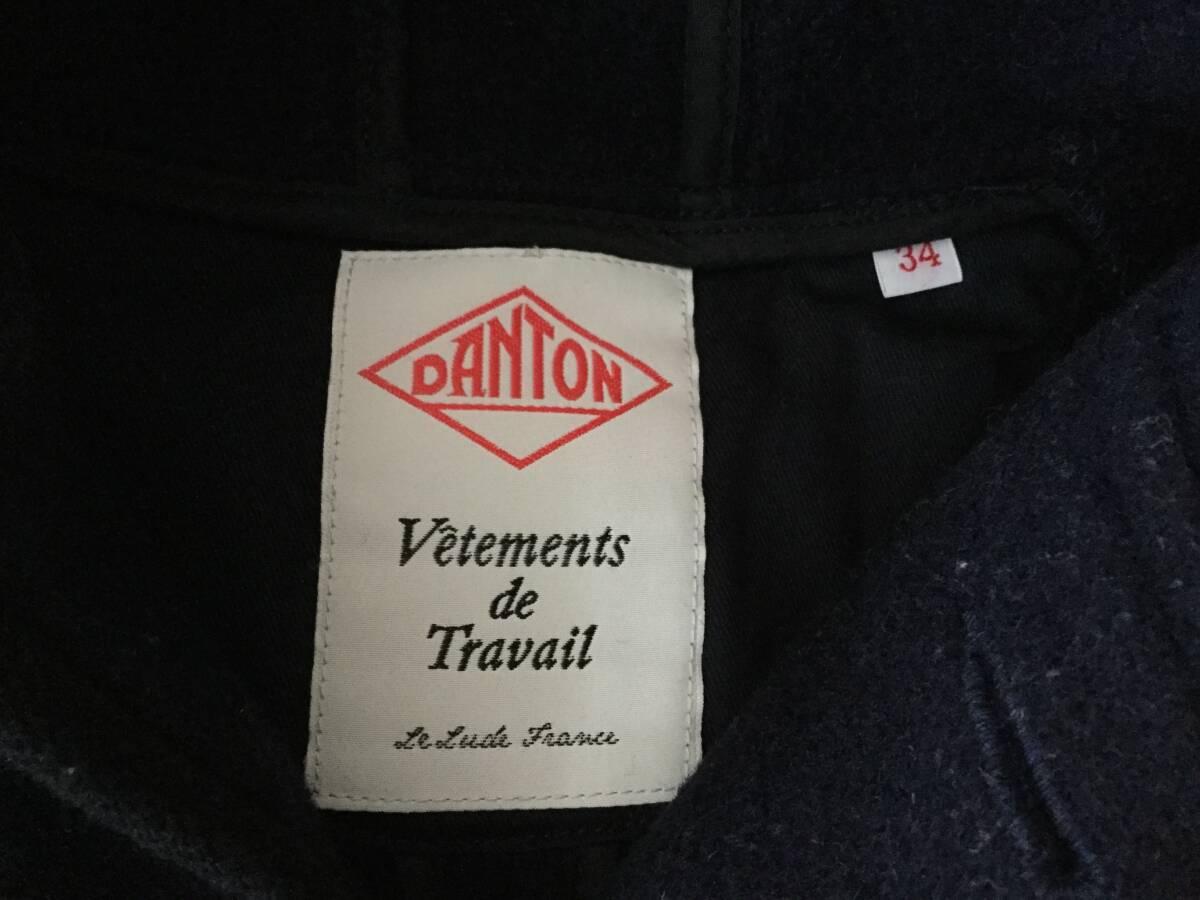 DANTON
34
Vêtements
de
Travail
Le Lude France